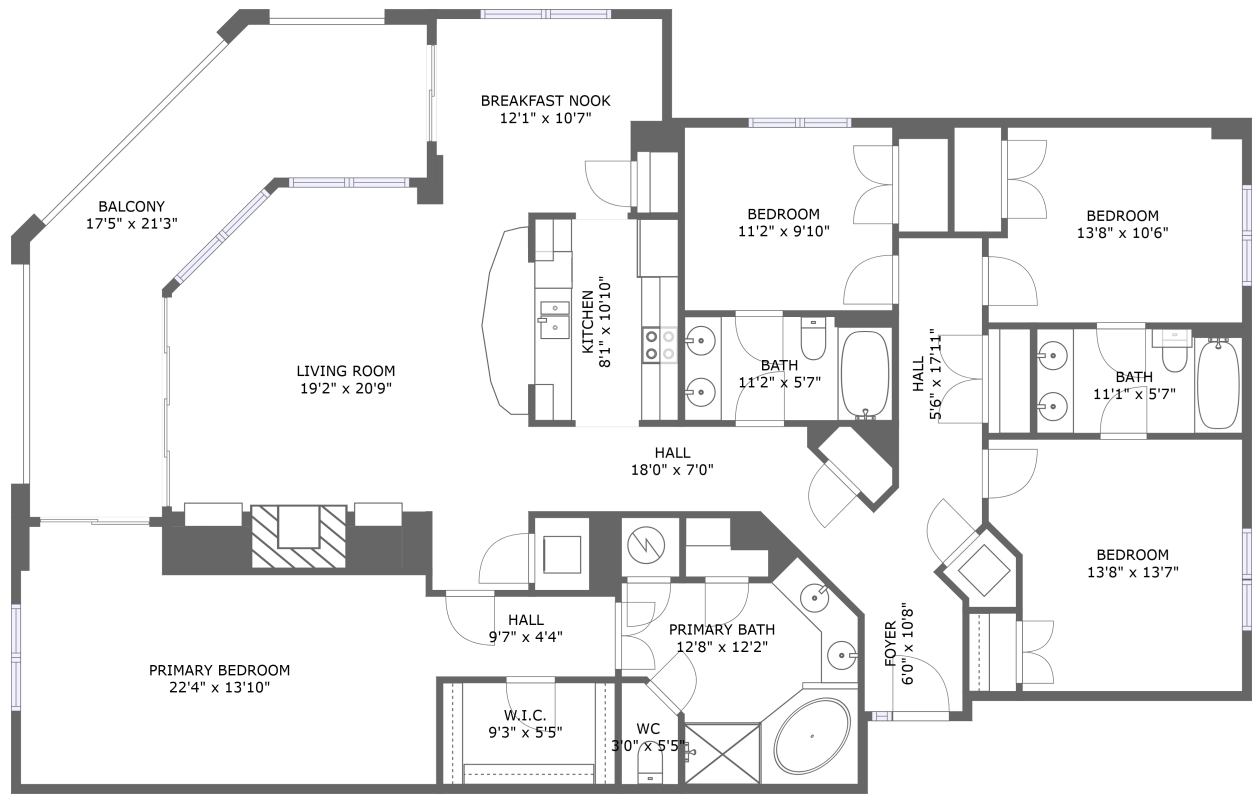 BREAKFAST NOOK
12'1" x 10'7"
BALCONY
17'5" x 21'3"
BEDROOM
11'2" x 9'10"
BEDROOM
13'8" x 10'6"
KITCHEN
8'1" x 10'10"
LIVING ROOM
19'2" x 20'9"
BATH
11'2" x 5'7"
HALL
5'6" x 17'11"
BATH
11'1" x 5'7"
HALL
18'0" x 7'0"
BEDROOM
13'8" x 13'7"
HALL
9'7" x 4'4"
PRIMARY BATH
12'8" x 12'2"
FOYER
6'0" x 10'8"
PRIMARY BEDROOM
22'4" x 13'10"
W.I.C.
9'3" x 5'5"
WC
3'0" x 5'5"